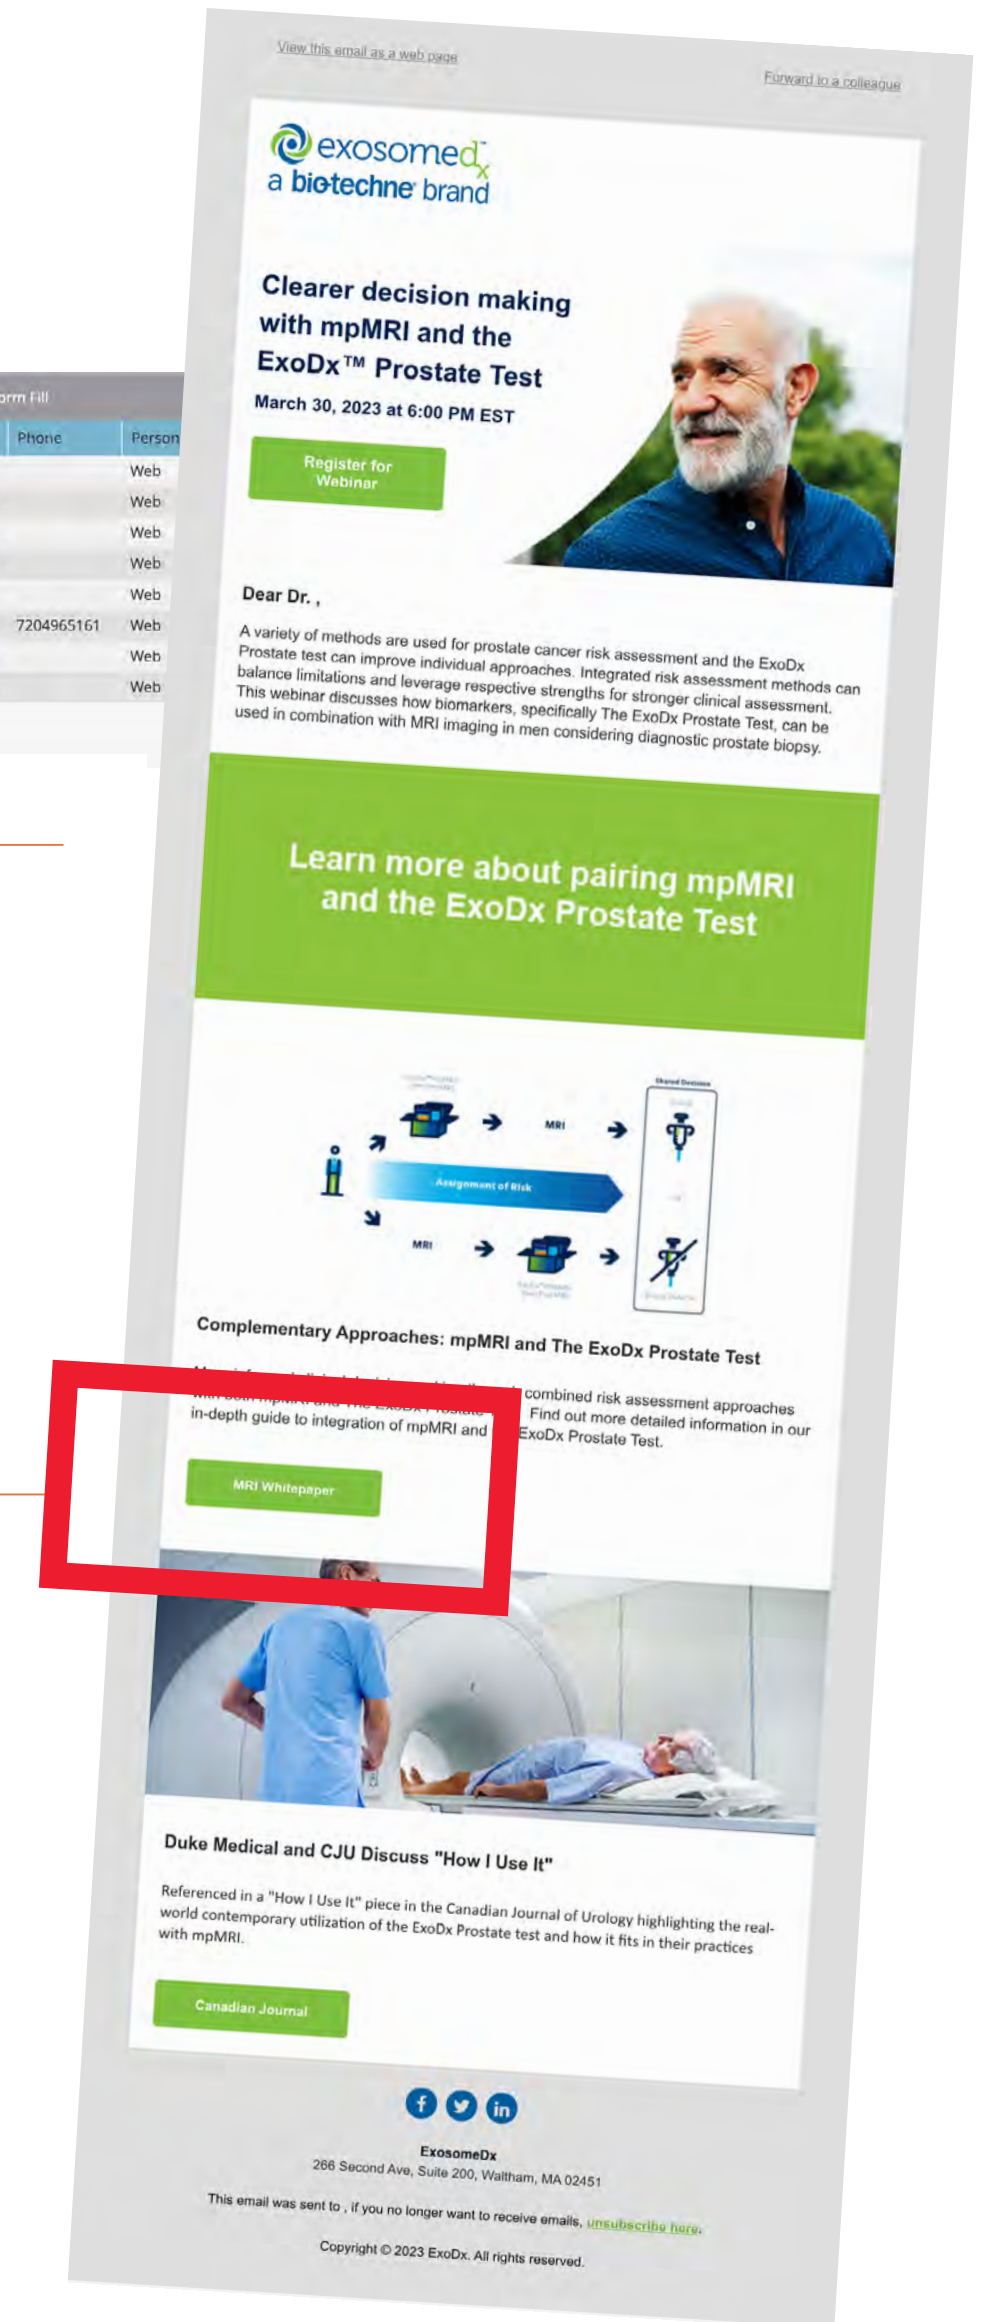 View this email as a web page
Forward to a colleague
exosomedx™
a bio-techne® brand
Clearer decision making
with mpMRI and the
ExoDx™ Prostate Test
March 30, 2023 at 6:00 PM EST
Register for
Webinar
orm Fill
Phone Person
Web
Web
Web
Web
Web
7204965161 Web
Web
Web
Dear Dr. ,
A variety of methods are used for prostate cancer risk assessment and the ExoDx
Prostate test can improve individual approaches. Integrated risk assessment methods can
balance limitations and leverage respective strengths for stronger clinical assessment.
This webinar discusses how biomarkers, specifically The ExoDx Prostate Test, can be
used in combination with MRI imaging in men considering diagnostic prostate biopsy.
Learn more about pairing mpMRI
and the ExoDx Prostate Test
Shared Decision
MRI
Assignment of Risk
MRI
Complementary Approaches: mpMRI and The ExoDx Prostate Test
combined risk assessment approaches
with both mpMRI and The ExoDx Prostate Find out more detailed information in our
in-depth guide to integration of mpMRI and ExoDx Prostate Test.
MRI Whitepaper
Duke Medical and CJU Discuss "How I Use It"
Referenced in a "How I Use It" piece in the Canadian Journal of Urology highlighting the real-
world contemporary utilization of the ExoDx Prostate test and how it fits in their practices
with mpMRI.
Canadian Journal
ExosomeDx
266 Second Ave, Suite 200, Waltham, MA 02451
This email was sent to , if you no longer want to receive emails, unsubscribe here.
Copyright © 2023 ExoDx. All rights reserved.